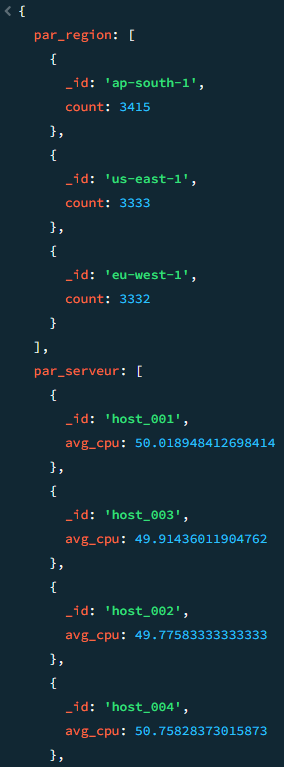 {
par_region: [
{
_id: 'ap-south-1',
count: 3415
},
{
_id: 'us-east-1',
count: 3333
},
{
_id: 'eu-west-1',
count: 3332
}
],
par_serveur: [
{
_id: 'host_001',
avg_cpu: 50.018948412698414
},
{
_id: 'host_003',
avg_cpu: 49.91436011904762
},
{
_id: 'host_002',
avg_cpu: 49.77583333333333
},
{
_id: 'host_004',
avg_cpu: 50.75828373015873
},